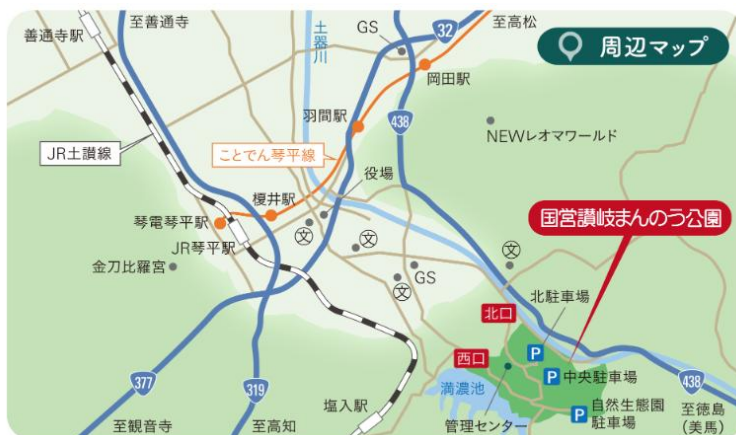 至善通寺
善通寺駅
土器川
GS
32
至高松
周辺マップ
岡田駅
羽間駅
438
NEWレオマワールド
JR土讃線
ことでん琴平線
役場
榎井駅
琴電琴平駅
JR琴平駅
文
文
文
文
国営讃岐まんのう公園
金刀比羅宮
GS
北駐車場
北口
P
西口
P
中央駐車場
満濃池
377
319
438
P
自然生態園
駐車場
至徳島
(美馬)
塩入駅
管理センター
至観音寺
至高知